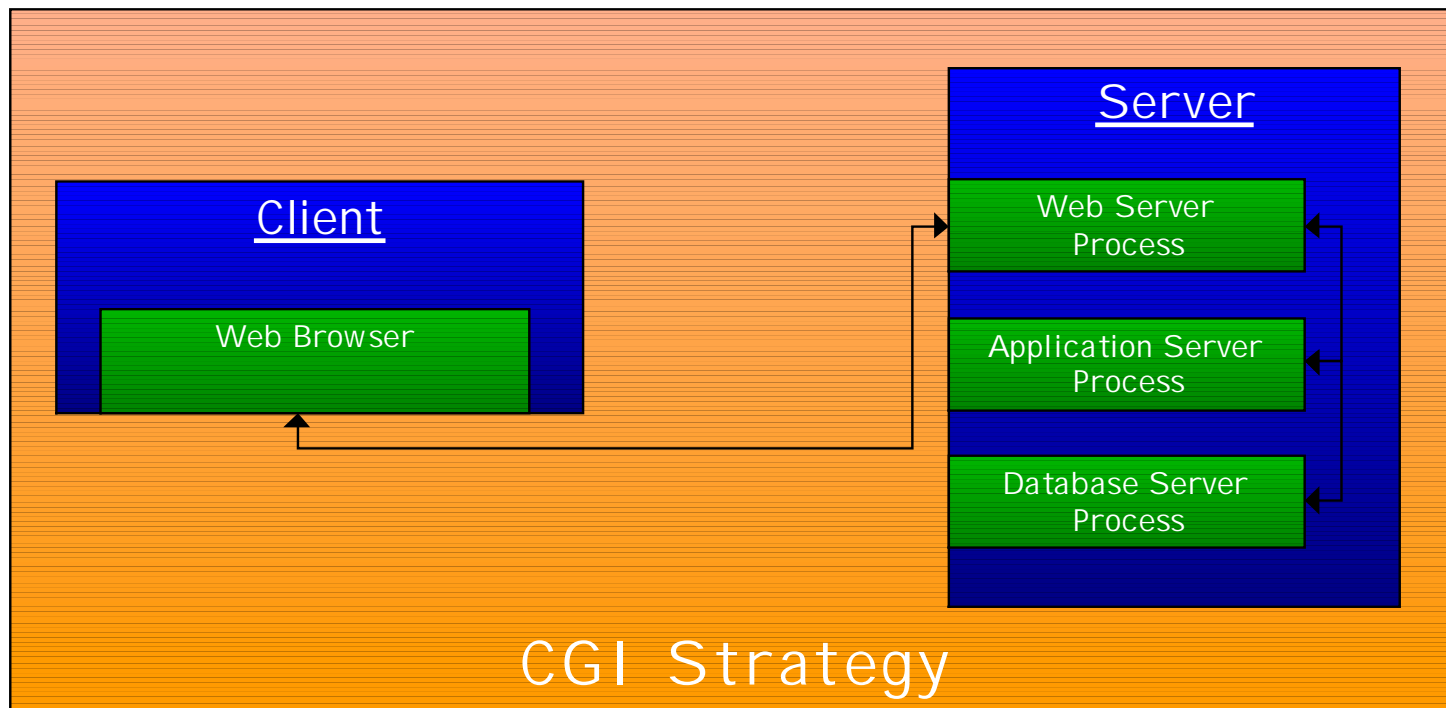 Server
Client
Web Server
Process
Web Browser
Application Server
Process
Database Server
Process
CGI Strategy